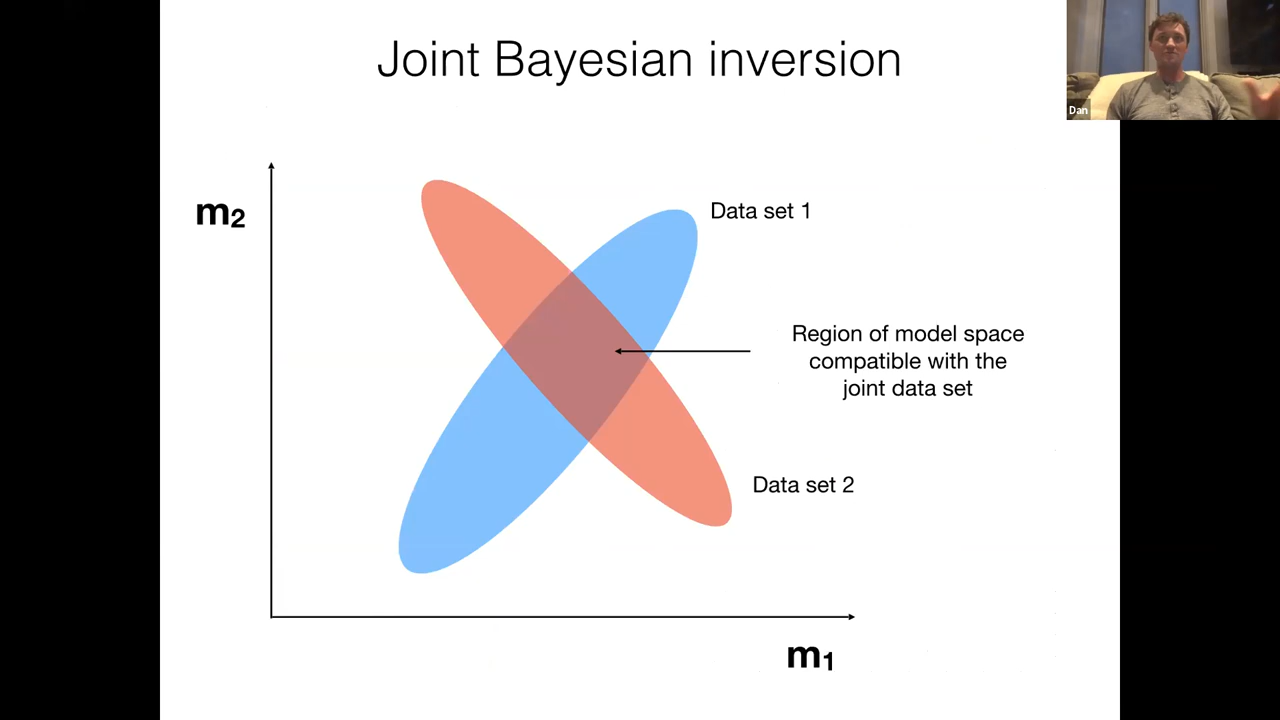 Joint Bayesian inversion
Dan
m2
Data set 1
Region of model space
compatible with the
joint data set
Data set 2
m1